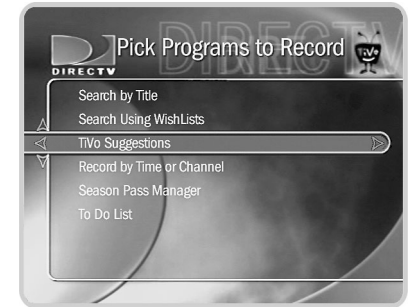 Pick Programs to Record
DIRECTV
DIRECTV
TiVo
Search by Title
Search Using WishLists
TiVo Suggestions
Record by Time or Channel
Season Pass Manager
To Do List